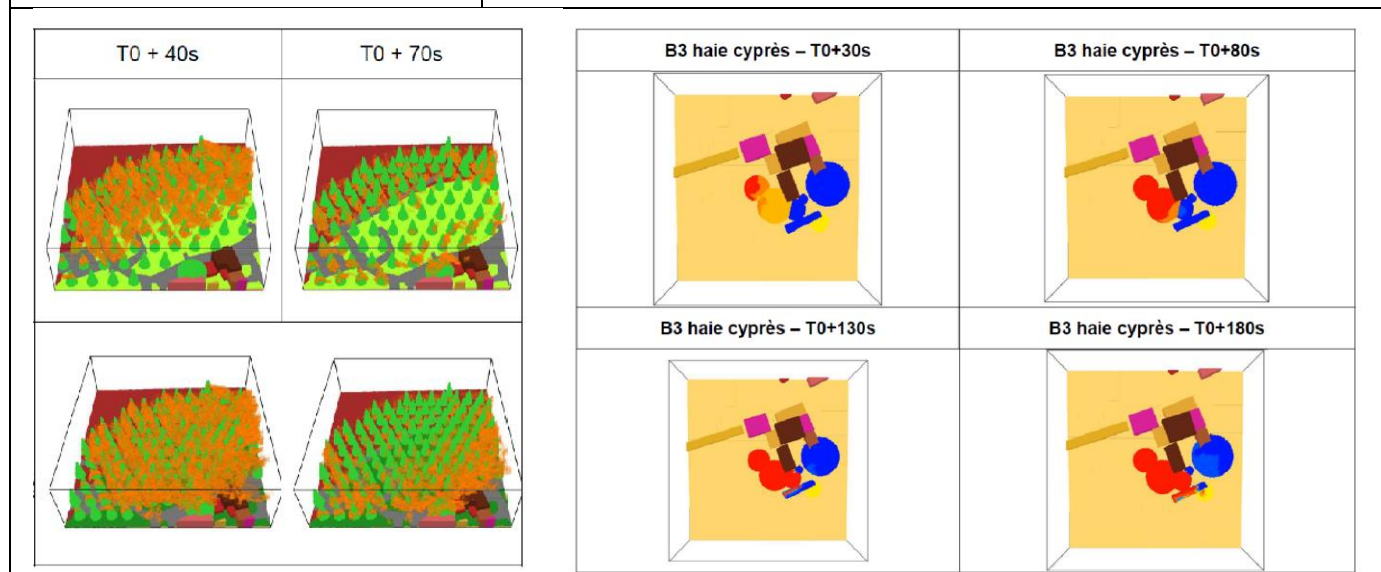 T0 + 40s
T0 + 70s
B3 haie cyprès – T0+30s
B3 haie cyprès – T0+80s
B3 haie cyprès – T0+130s
B3 haie cyprès – T0+180s